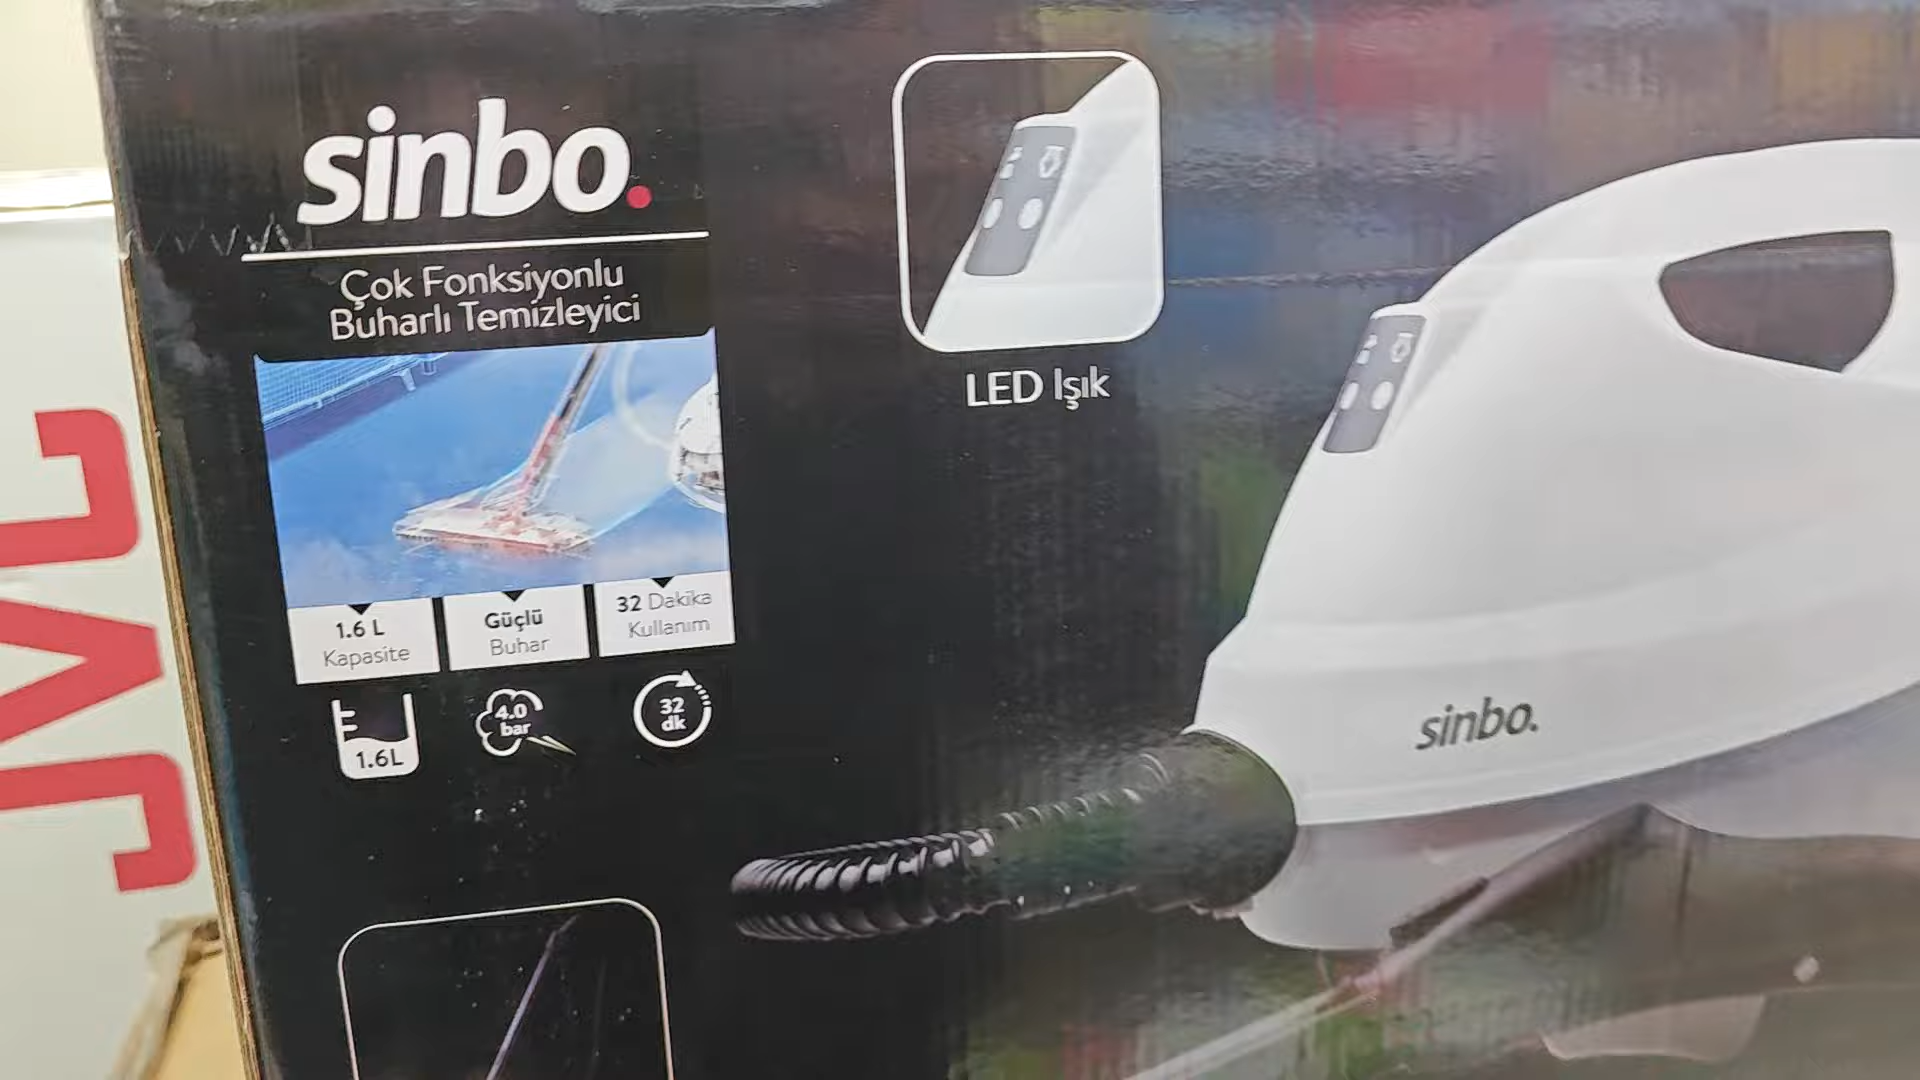 sinbo.
Çok Fonksiyonlu
Buharlı Temizleyici
1.6 L
Kapasite
Güçlü
Buhar
32 Dakika
Kullanım
1.6L
4.0
bar
32
dk
LED Işık
sinbo.
JVC